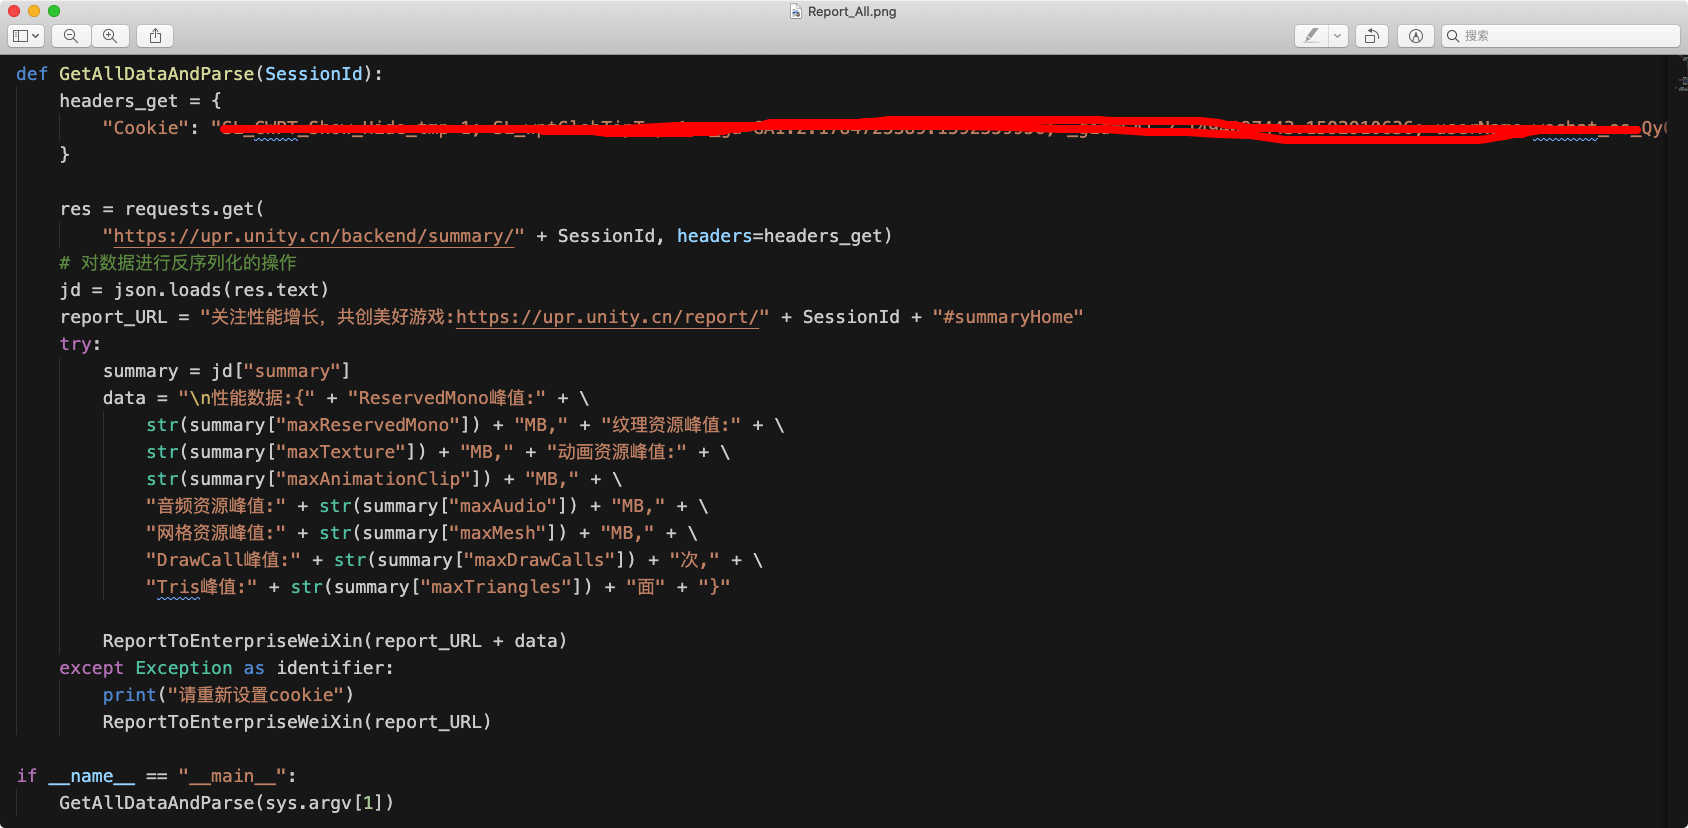 Report_All.png
搜索
def GetAllDataAndParse(SessionId):
headers_get = {
"Cookie": "
}
res = requests.get(
"https://upr.unity.cn/backend/summary/" + SessionId, headers=headers_get)
# 对数据进行反序列化的操作
jd = json.loads(res.text)
report_URL = "关注性能增长，共创美好游戏:https://upr.unity.cn/report/" + SessionId + "#summaryHome"
try:
summary = jd["summary"]
data = "\n性能数据:{" + "ReservedMono峰值:" + \
str(summary["maxReservedMono"]) + "MB," + "纹理资源峰值:" + \
str(summary["maxTexture"]) + "MB," + "动画资源峰值:" + \
str(summary["maxAnimationClip"]) + "MB," + \
"音频资源峰值:" + str(summary["maxAudio"]) + "MB," + \
"网格资源峰值:" + str(summary["maxMesh"]) + "MB," + \
"DrawCall峰值:" + str(summary["maxDrawCalls"]) + "次," + \
"Tris峰值:" + str(summary["maxTriangles"]) + "面" + "}"
ReportToEnterpriseWeiXin(report_URL + data)
except Exception as identifier:
print("请重新设置cookie")
ReportToEnterpriseWeiXin(report_URL)
if __name__ == "__main__":
GetAllDataAndParse(sys.argv[1])